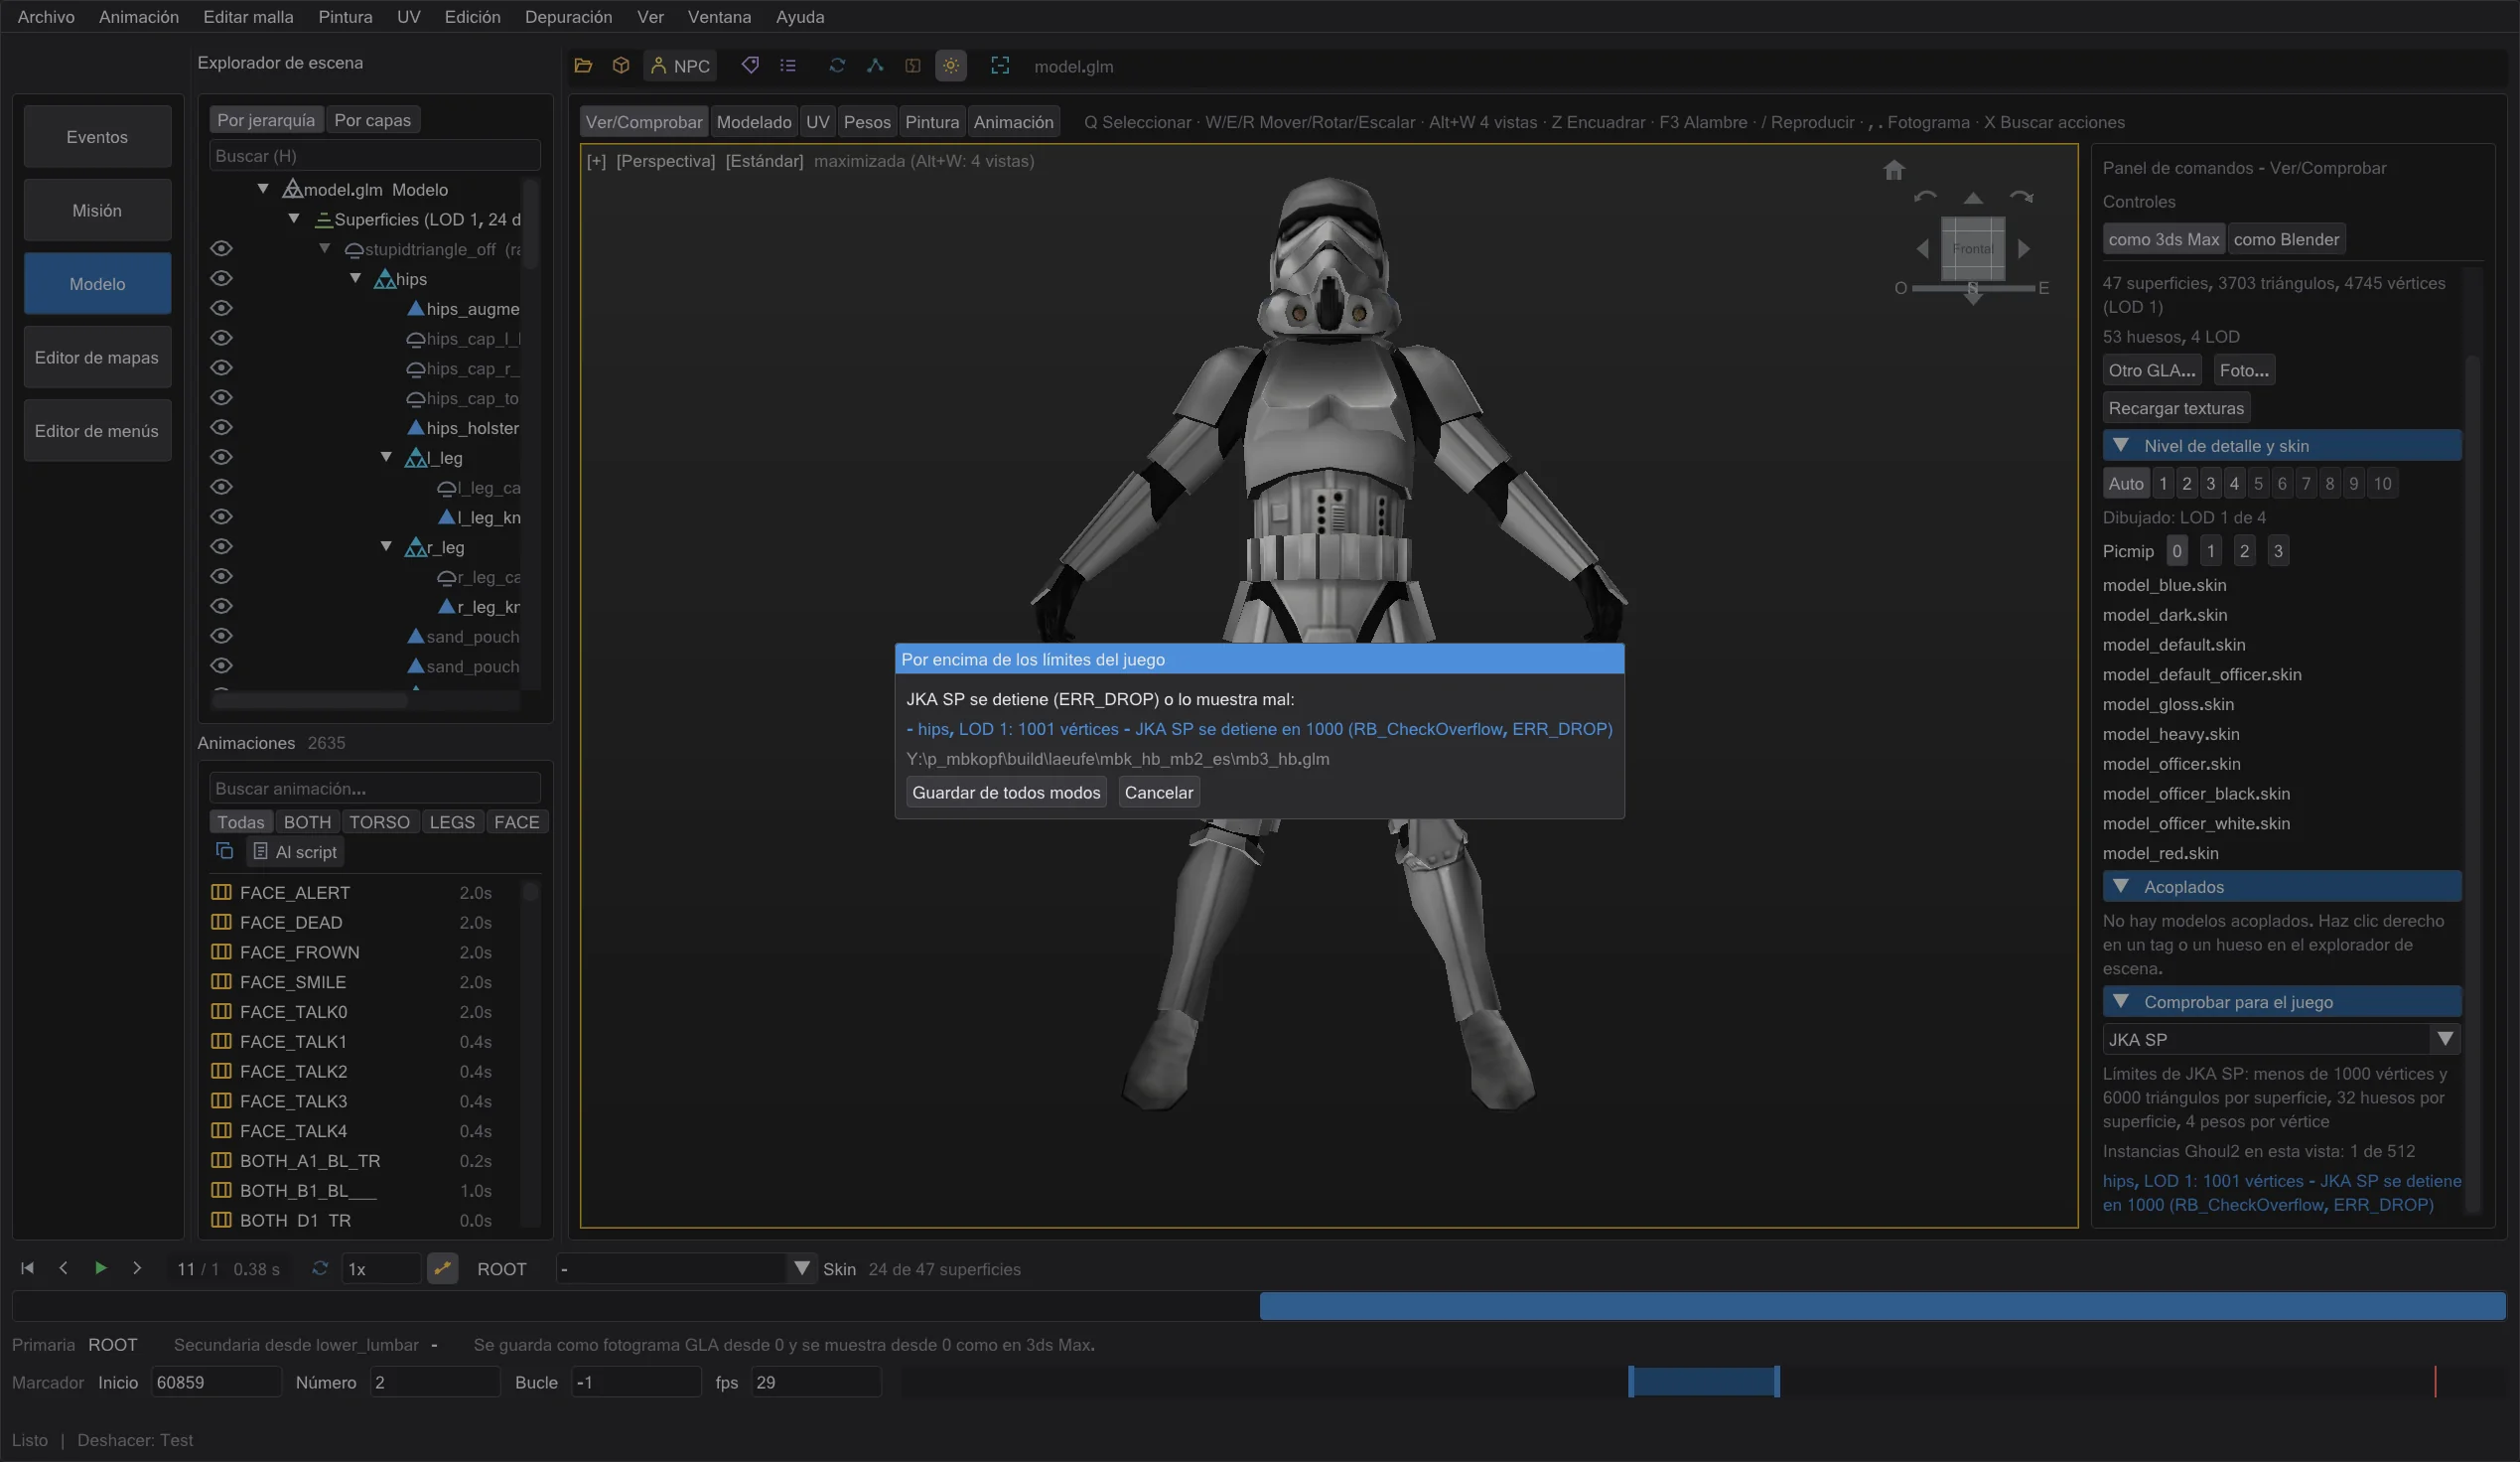 Archivo Animación Editar malla Pintura UV Edición Depuración Ver Ventana Ayuda
Explorador de escena
NPC model.glm
Eventos
Misión
Modelo
Editor de mapas
Editor de menús
Por jerarquía Por capas
Buscar (H)
model.glm Modelo
Superficies (LOD 1, 24 d
stupidtriangle_off (ra
hips
hips_augme
hips_cap_l_l
hips_cap_r_
hips_cap_to
hips_holster
l_leg
l_leg_ca
l_leg_kn
r_leg
r_leg_ca
r_leg_kn
sand_pouch
sand_pouch
Animaciones 2635
Buscar animación...
Todas BOTH TORSO LEGS FACE
Al script
FACE_ALERT 2.0s
FACE_DEAD 2.0s
FACE_FROWN 2.0s
FACE_SMILE 2.0s
FACE_TALK0 2.0s
FACE_TALK1 0.4s
FACE_TALK2 0.4s
FACE_TALK3 0.4s
FACE_TALK4 0.4s
BOTH_A1_BL_TR 0.2s
BOTH_B1_BL___ 1.0s
BOTH_D1_TR 0.0s
Ver/Comprobar Modelado UV Pesos Pintura Animación Q Seleccionar · W/E/R Mover/Rotar/Escalar · Alt+W 4 vistas · Z Encuadrar · F3 Alambre · / Reproducir · , . Fotograma · X Buscar acciones
[+] [Perspectiva] [Estándar] maximizada (Alt+W: 4 vistas)
Frontal
O S E
Por encima de los límites del juego
JKA SP se detiene (ERR_DROP) o lo muestra mal:
- hips, LOD 1: 1001 vértices - JKA SP se detiene en 1000 (RB_CheckOverflow, ERR_DROP)
Y:\p_mbkopf\build\laeufe\mbk_hb_mb2_es\mb3_hb.glm
Guardar de todos modos Cancelar
Panel de comandos - Ver/Comprobar
Controles
como 3ds Max como Blender
47 superficies, 3703 triángulos, 4745 vértices
(LOD 1)
53 huesos, 4 LOD
Otro GLA... Foto...
Recargar texturas
Nivel de detalle y skin
Auto 1 2 3 4 5 6 7 8 9 10
Dibujado: LOD 1 de 4
Picmip 0 1 2 3
model_blue.skin
model_dark.skin
model_default.skin
model_default_officer.skin
model_gloss.skin
model_heavy.skin
model_officer.skin
model_officer_black.skin
model_officer_white.skin
model_red.skin
Acoplados
No hay modelos acoplados. Haz clic derecho
en un tag o un hueso en el explorador de
escena.
Comprobar para el juego
JKA SP
Límites de JKA SP: menos de 1000 vértices y
6000 triángulos por superficie, 32 huesos por
superficie, 4 pesos por vértice
Instancias Ghoul2 en esta vista: 1 de 512
hips, LOD 1: 1001 vértices - JKA SP se detiene
en 1000 (RB_CheckOverflow, ERR_DROP)
11 / 1 0.38 s 1x ROOT - Skin 24 de 47 superficies
Primaria ROOT Secundaria desde lower_lumbar - Se guarda como fotograma GLA desde 0 y se muestra desde 0 como en 3ds Max.
Marcador Inicio 60859 Número 2 Bucle -1 fps 29
Listo | Deshacer: Test